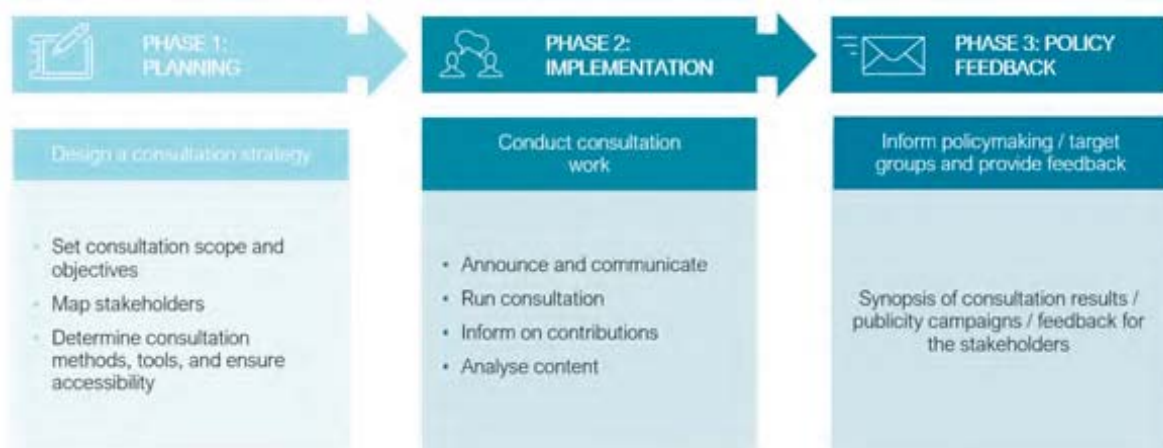 PHASE 1:
PLANNING
Design a consultation strategy
• Set consultation scope and
objectives
• Map stakeholders
• Determine consultation
methods, tools, and ensure
accessibility
PHASE 2:
IMPLEMENTATION
Conduct consultation
work
• Announce and communicate
• Run consultation
• Inform on contributions
• Analyse content
PHASE 3: POLICY
FEEDBACK
Inform policymaking / target
groups and provide feedback
Synopsis of consultation results /
publicity campaigns / feedback for
the stakeholders